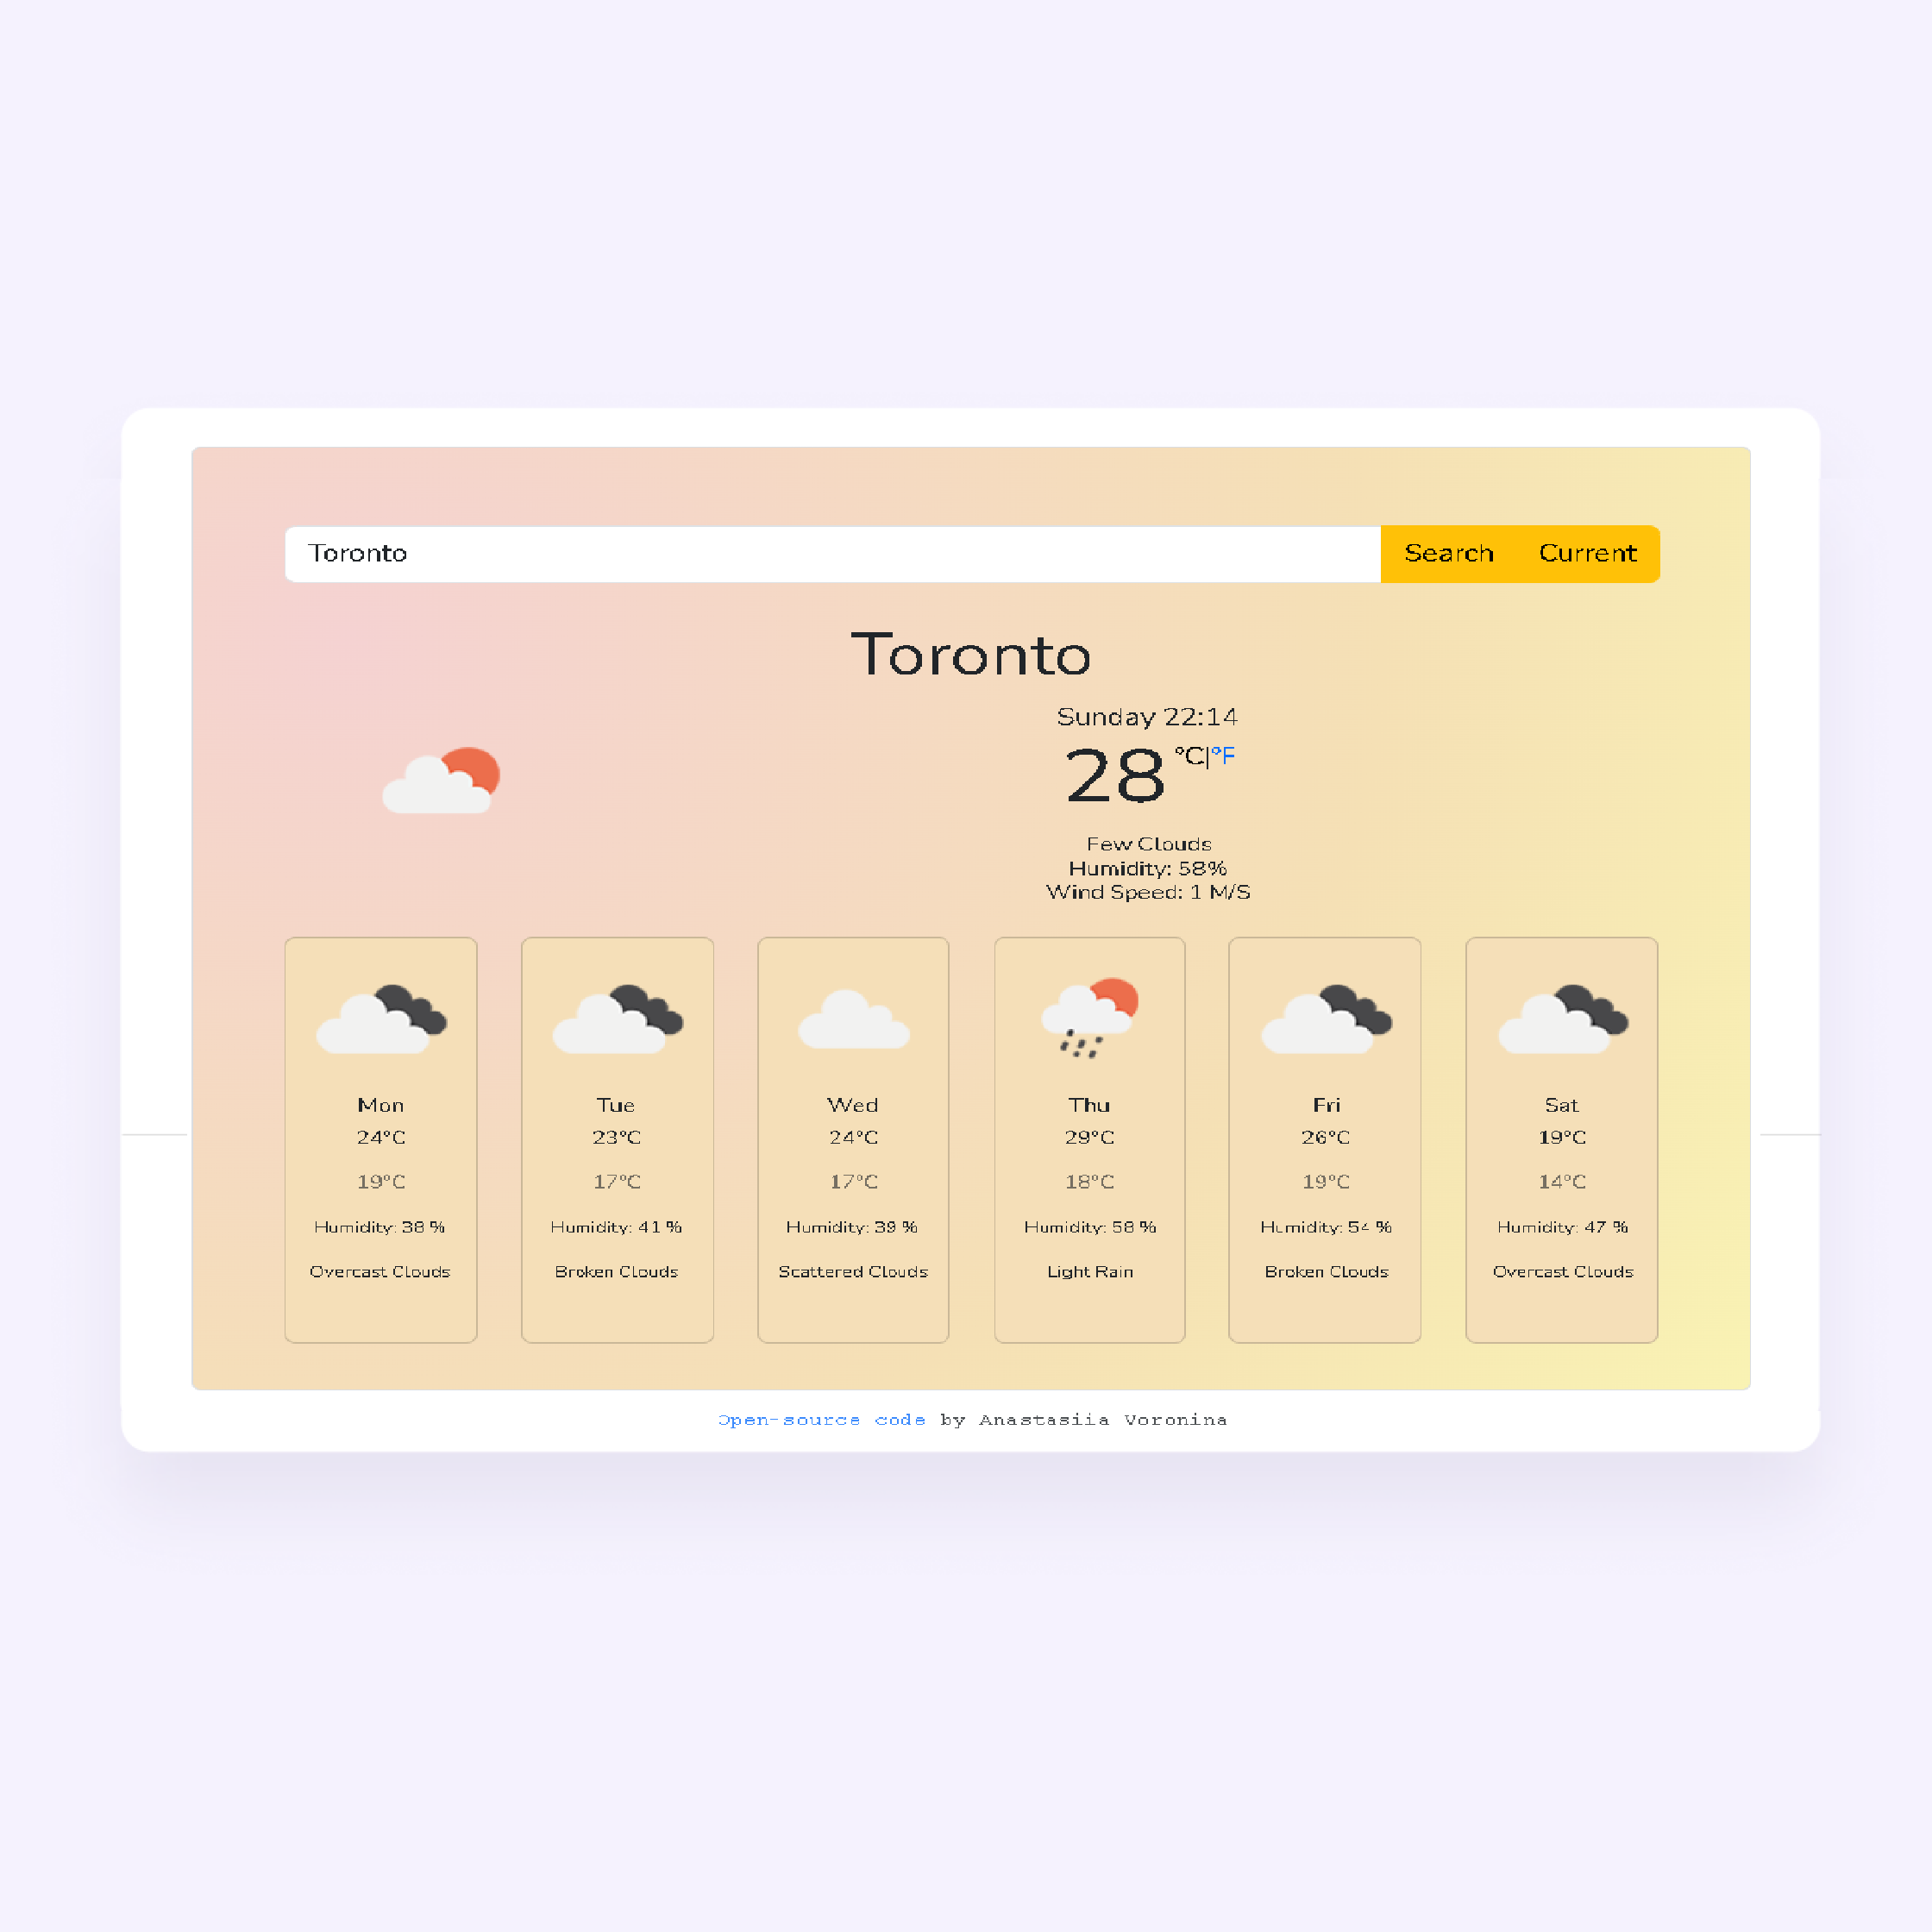 Toronto
Search Current
Toronto
Sunday 22:14
28 °C|°F
Few Clouds
Humidity: 58%
Wind Speed: 1 M/S
Mon
24°C
19°C
Humidity: 38 %
Overcast Clouds
Tue
23°C
17°C
Humidity: 41 %
Broken Clouds
Wed
24°C
17°C
Humidity: 39 %
Scattered Clouds
Thu
29°C
18°C
Humidity: 58 %
Light Rain
Fri
26°C
19°C
Humidity: 54 %
Broken Clouds
Sat
19°C
14°C
Humidity: 47 %
Overcast Clouds
Open-source code by Anastasiia Voronina